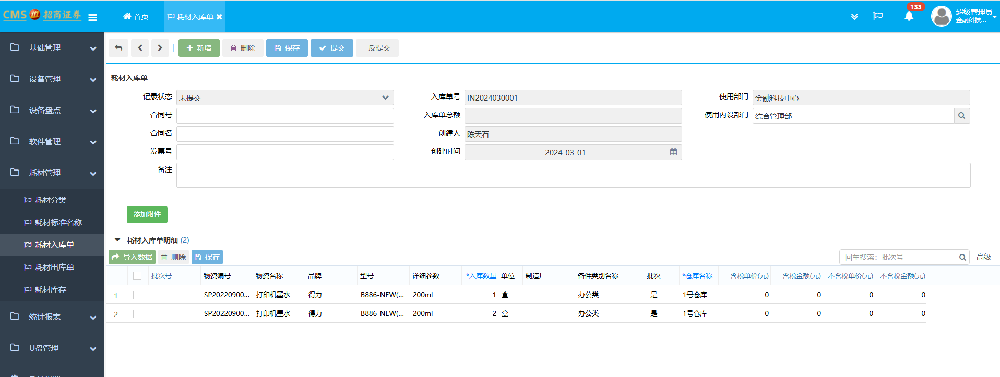 CMS 招商证券
首页
耗材入库单
133
超级管理员
金融科技...
基础管理
设备管理
设备盘点
软件管理
耗材管理
耗材分类
耗材标准名称
耗材入库单
耗材出库单
耗材库存
统计报表
U盘管理
新增 删除 保存 提交 反提交
耗材入库单
记录状态 未提交 入库单号 IN2024030001 使用部门 金融科技中心
合同号 入库单总额 使用内设部门 综合管理部
合同名 创建人 陈天石
发票号 创建时间 2024-03-01
备注
添加附件
耗材入库单明细 (2)
导入数据 删除 保存 回车搜索：批次号 高级
批次号 物资编号 物资名称 品牌 型号 详细参数 *入库数量 单位 制造厂 备件类别名称 批次 *仓库名称 含税单价(元) 含税金额(元) 不含税单价(元) 不含税金额(元)
1 SP20220900... 打印机墨水 得力 B886-NEW(... 200ml 1 盒 办公类 是 1号仓库 0 0 0 0
2 SP20220900... 打印机墨水 得力 B886-NEW(... 200ml 2 盒 办公类 是 1号仓库 0 0 0 0